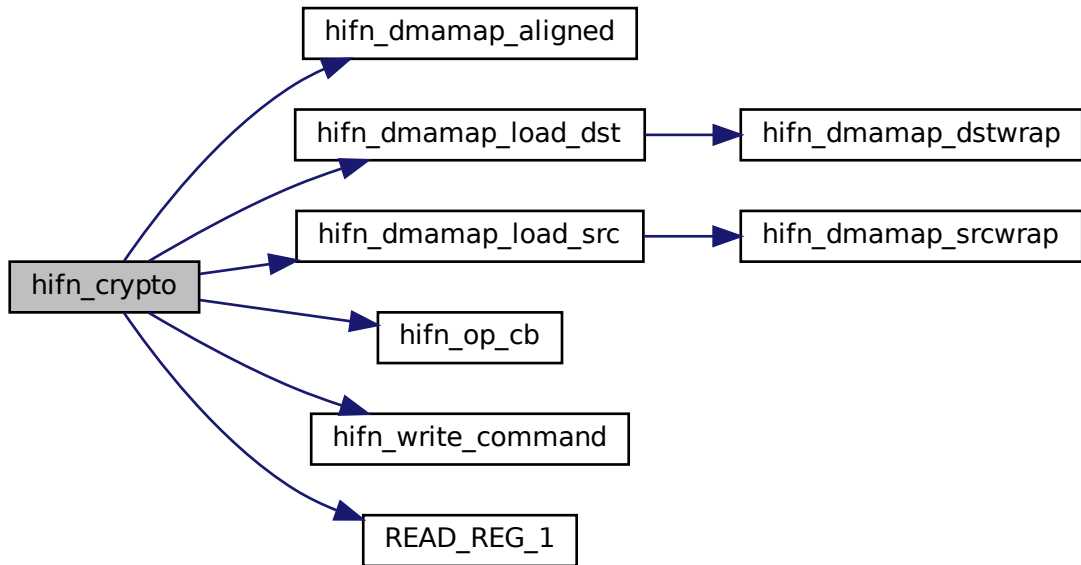 hifn_dmamap_aligned
hifn_dmamap_load_dst
hifn_dmamap_dstwrap
hifn_dmamap_load_src
hifn_dmamap_srcwrap
hifn_crypto
hifn_op_cb
hifn_write_command
READ_REG_1